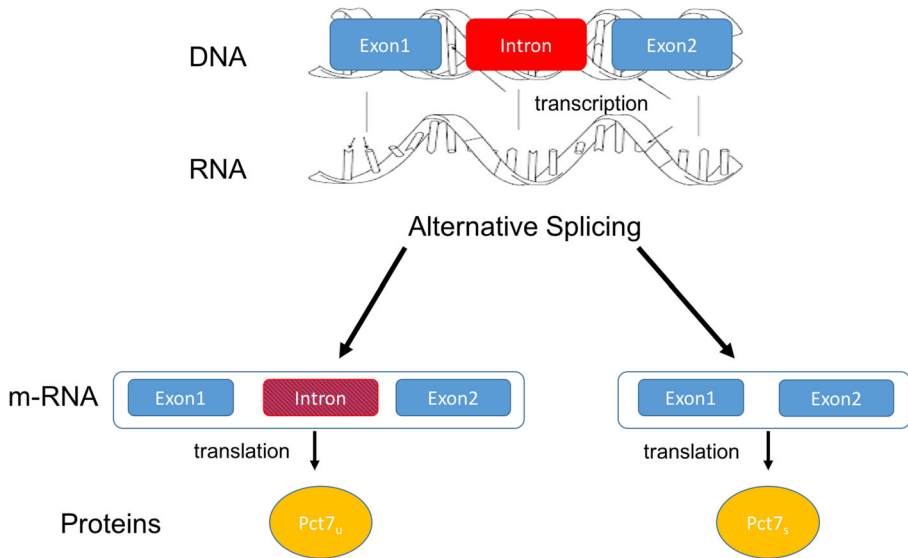 DNA
Exon1
Intron
Exon2
transcription
RNA
Alternative Splicing
m-RNA
Exon1
Intron
Exon2
Exon1
Exon2
translation
translation
Proteins
Pct7u
Pct7s